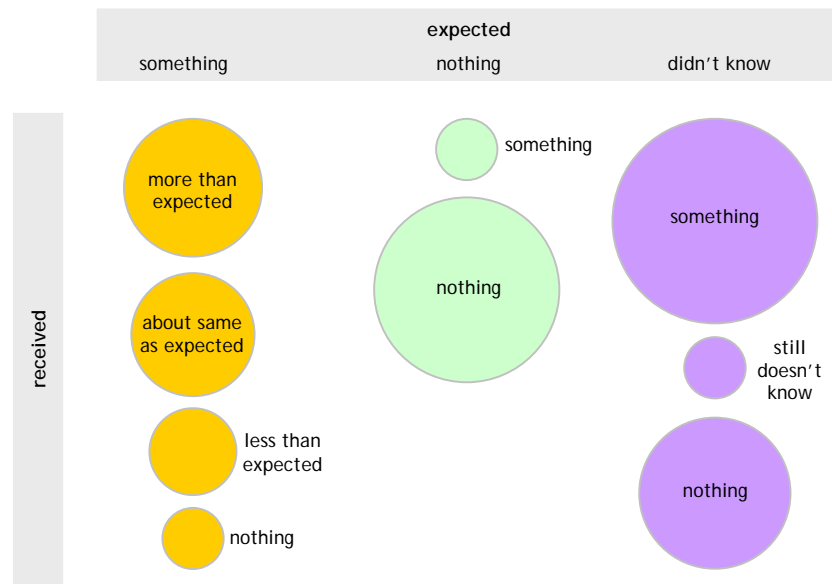 expected
something
nothing
didn't know
received
more than
expected
about same
as expected
less than
expected
nothing
something
nothing
something
still
doesn't
know
nothing